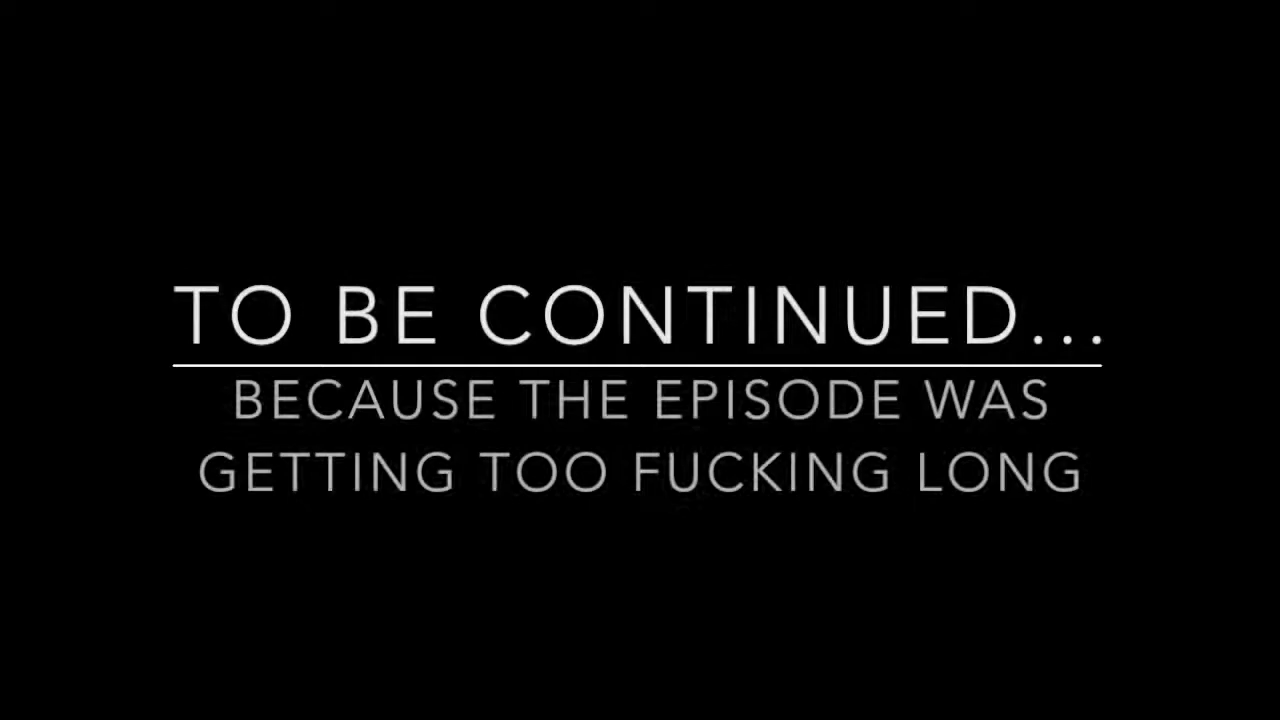 TO BE CONTINUED...
BECAUSE THE EPISODE WAS
GETTING TOO FUCKING LONG